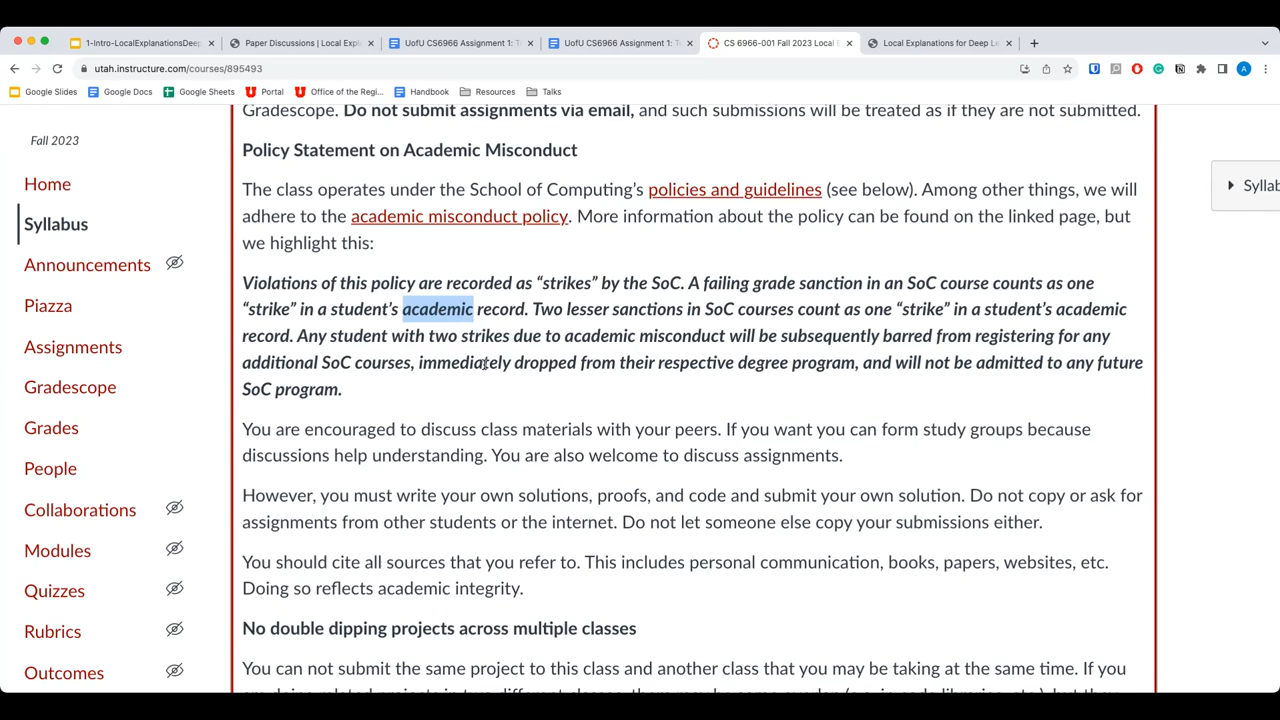 1-Intro-LocalExplanationsDeep
Paper Discussions | Local Expl
UofU CS6966 Assignment 1: T
UofU CS6966 Assignment 1: T
CS 6966-001 Fall 2023 Local E
Local Explanations for Deep Le
utah.instructure.com/courses/895493
A
Google Slides
Google Docs
Google Sheets
Portal
Office of the Regi...
Handbook
Resources
Talks
Fall 2023
Home
Syllabus
Announcements
Piazza
Assignments
Gradescope
Grades
People
Collaborations
Modules
Quizzes
Rubrics
Outcomes
Gradescope. Do not submit assignments via email, and such submissions will be treated as if they are not submitted.
Policy Statement on Academic Misconduct
The class operates under the School of Computing's policies and guidelines (see below). Among other things, we will
adhere to the academic misconduct policy. More information about the policy can be found on the linked page, but
we highlight this:
Violations of this policy are recorded as “strikes” by the SoC. A failing grade sanction in an SoC course counts as one
“strike” in a student’s academic record. Two lesser sanctions in SoC courses count as one “strike” in a student’s academic
record. Any student with two strikes due to academic misconduct will be subsequently barred from registering for any
additional SoC courses, immediately dropped from their respective degree program, and will not be admitted to any future
SoC program.
You are encouraged to discuss class materials with your peers. If you want you can form study groups because
discussions help understanding. You are also welcome to discuss assignments.
However, you must write your own solutions, proofs, and code and submit your own solution. Do not copy or ask for
assignments from other students or the internet. Do not let someone else copy your submissions either.
You should cite all sources that you refer to. This includes personal communication, books, papers, websites, etc.
Doing so reflects academic integrity.
No double dipping projects across multiple classes
You can not submit the same project to this class and another class that you may be taking at the same time. If you
Syllab